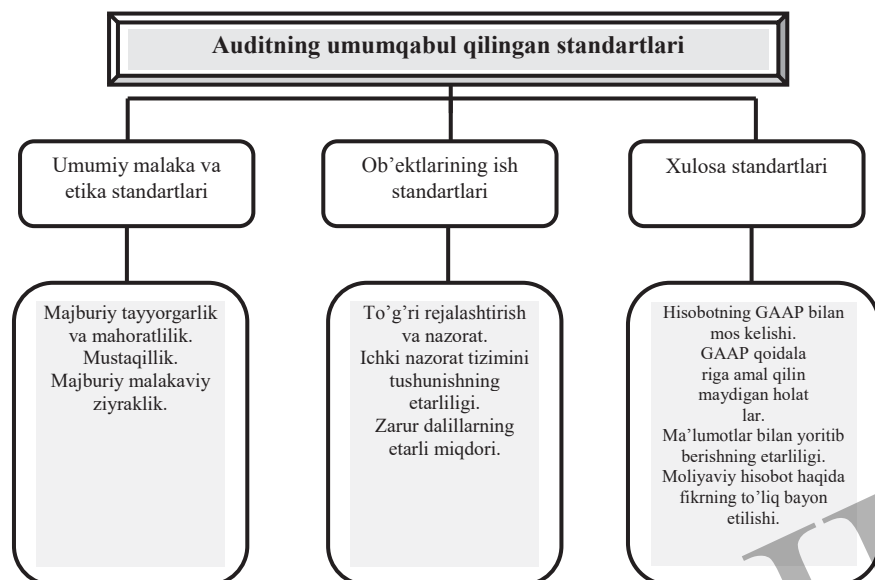 Auditning umumqabul qilingan standartlari
Umumiy malaka va
etika standartlari
Ob’ektlarining ish
standartlari
Xulosa standartlari
Majburiy tayyorgarlik
va mahoratlilik.
Mustaqillik.
Majburiy malakaviy
ziyraklik.
To’g’ri rejalashtirish
va nazorat.
Ichki nazorat tizimini
tushunishning
etarliligi.
Zarur dalillarning
etarli miqdori.
Hisobotning GAAP bilan
mos kelishi.
GAAP qoidala
riga amal qilin
maydigan holat
lar.
Ma’lumotlar bilan yoritib
berishning etarliligi.
Moliyaviy hisobot haqida
fikrning to’liq bayon
etilishi.